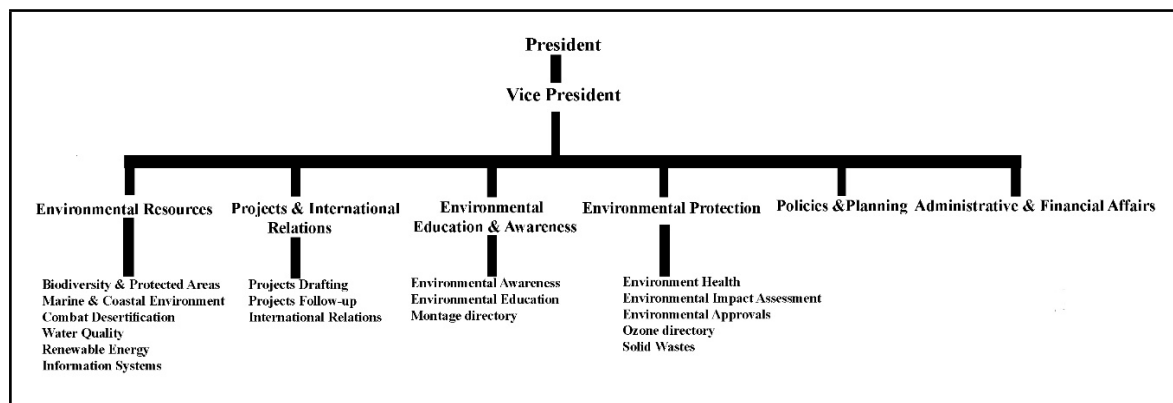 President
Vice President
Environmental Resources
Projects & International
Relations
Environmental
Education & Awareness
Environmental Protection
Policies &Planning
Administrative & Financial Affairs
Biodiversity & Protected Areas
Marine & Coastal Environment
Combat Desertification
Water Quality
Renewable Energy
Information Systems
Projects Drafting
Projects Follow-up
International Relations
Environmental Awareness
Environmental Education
Montage directory
Environment Health
Environmental Impact Assessment
Environmental Approvals
Ozone directory
Solid Wastes